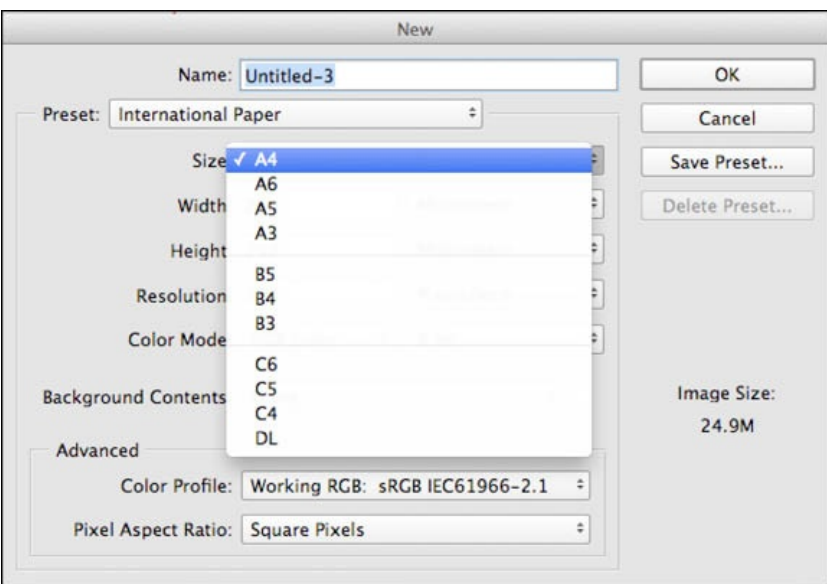 New
Name: Untitled-3
OK
Preset: International Paper
Cancel
Size ✓ A4
Save Preset...
A6
Width
A5
Delete Preset...
A3
Height
B5
Resolution
B4
B3
Color Mode
C6
Background Contents
C5
Image Size:
C4
24.9M
DL
Advanced
Color Profile: Working RGB: sRGB IEC61966-2.1
Pixel Aspect Ratio: Square Pixels